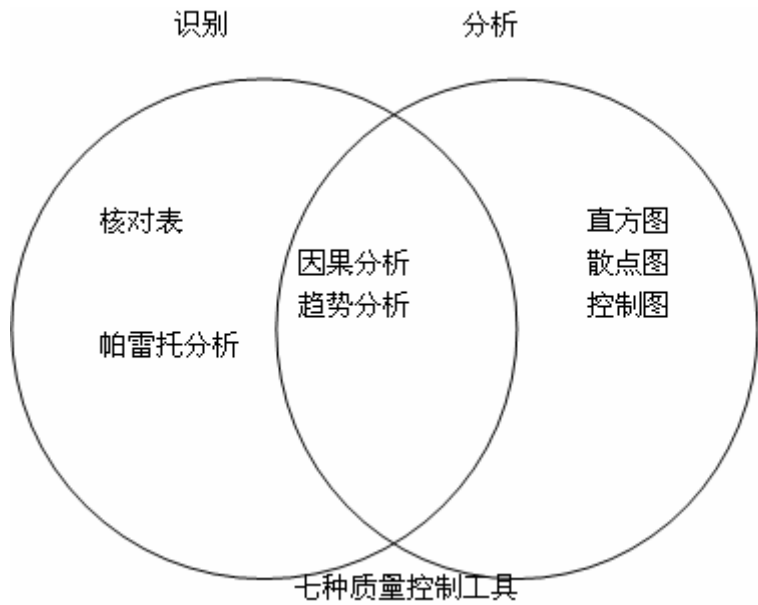 识别
分析
核对表
帕雷托分析
因果分析
趋势分析
直方图
散点图
控制图
七种质量控制工具